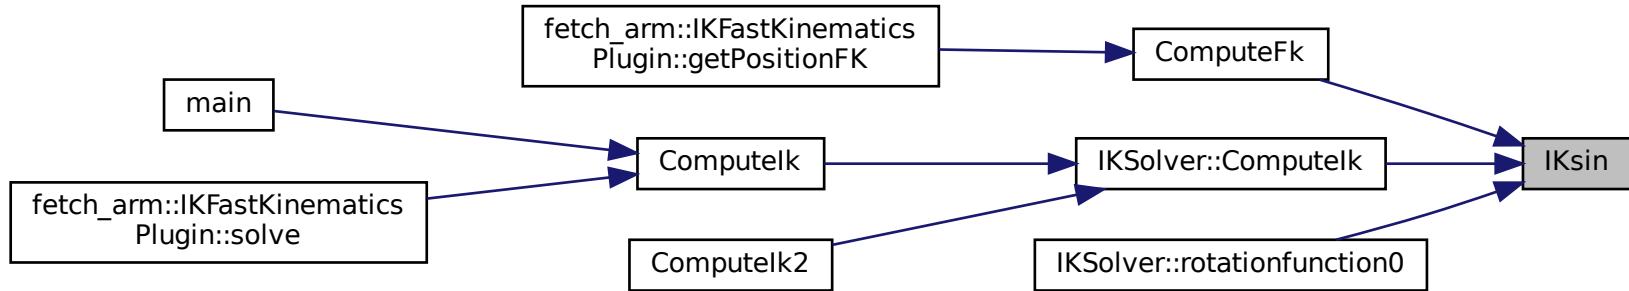 fetch_arm::IKFastKinematics
Plugin::getPositionFK
ComputeFk
main
ComputeIk
IKSolver::ComputeIk
IKsin
fetch_arm::IKFastKinematics
Plugin::solve
ComputeIk2
IKSolver::rotationfunction0